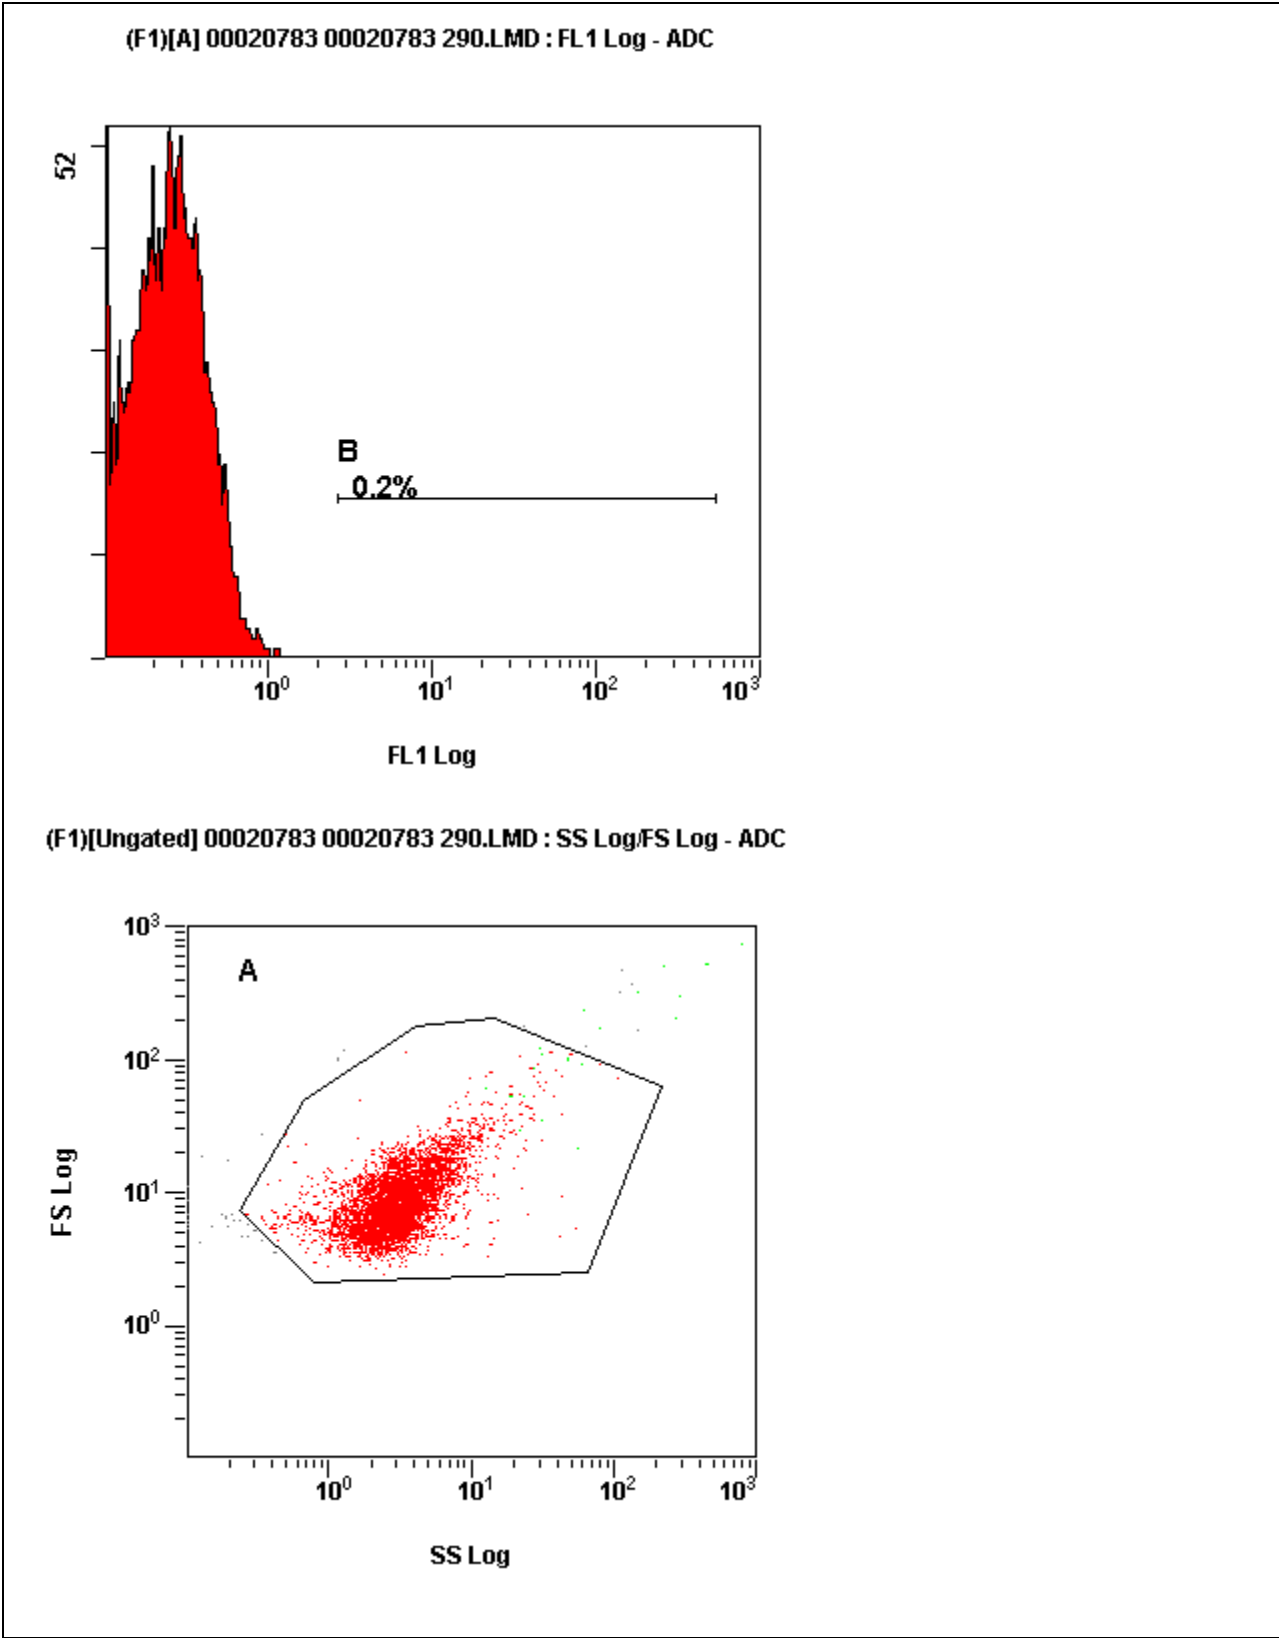 (F1)[A] 00020783 00020783 290.LMD : FL1 Log - ADC
52
B
0.2%
10⁰ 10¹ 10² 10³
FL1 Log
(F1)[Ungated] 00020783 00020783 290.LMD : SS Log/FS Log - ADC
10³
A
10²
10¹
FS Log
10⁰
10⁰ 10¹ 10² 10³
SS Log